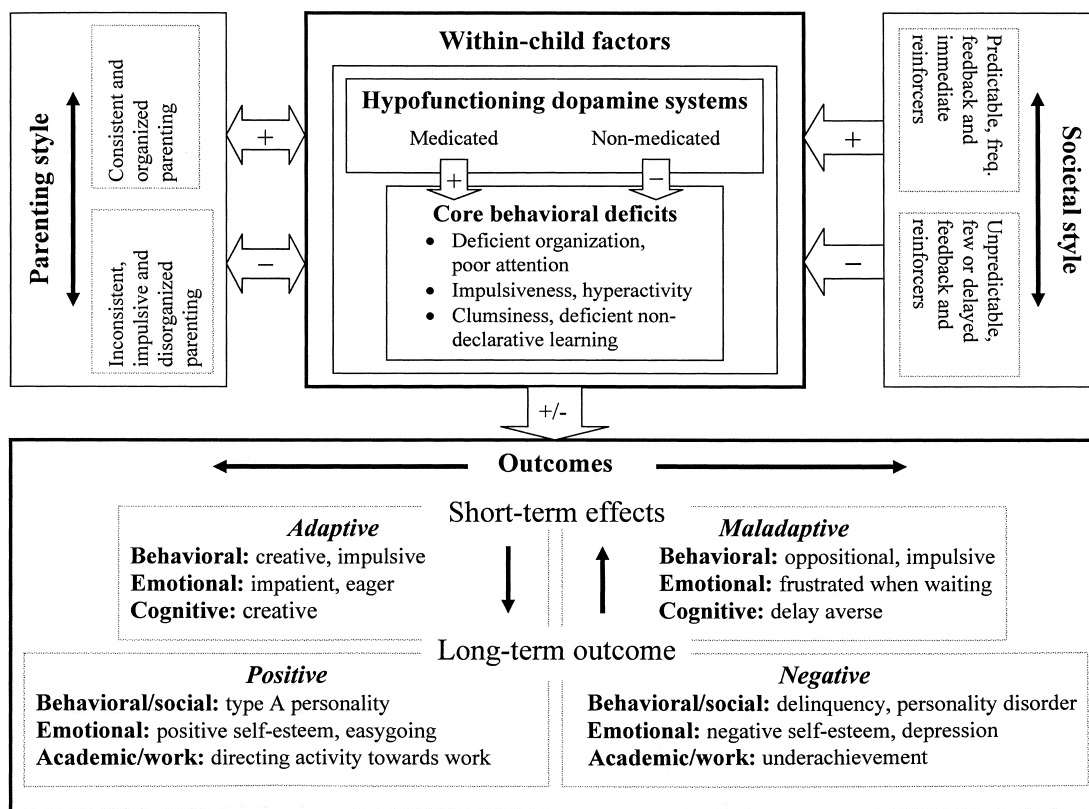 Parenting style
Consistent and
organized
parenting
Inconsistent,
impulsive and
disorganized
parenting
+
−
Within-child factors
Hypofunctioning dopamine systems
Medicated
Non-medicated
+
−
Core behavioral deficits
• Deficient organization,
poor attention
• Impulsiveness, hyperactivity
• Clumsiness, deficient non-
declarative learning
+
−
Predictable, freq.
feedback and
immediate
reinforcers
Unpredictable,
few or delayed
feedback and
reinforcers
Societal style
+/-
Outcomes
Short-term effects
Adaptive
Behavioral: creative, impulsive
Emotional: impatient, eager
Cognitive: creative
Maladaptive
Behavioral: oppositional, impulsive
Emotional: frustrated when waiting
Cognitive: delay averse
Long-term outcome
Positive
Behavioral/social: type A personality
Emotional: positive self-esteem, easygoing
Academic/work: directing activity towards work
Negative
Behavioral/social: delinquency, personality disorder
Emotional: negative self-esteem, depression
Academic/work: underachievement